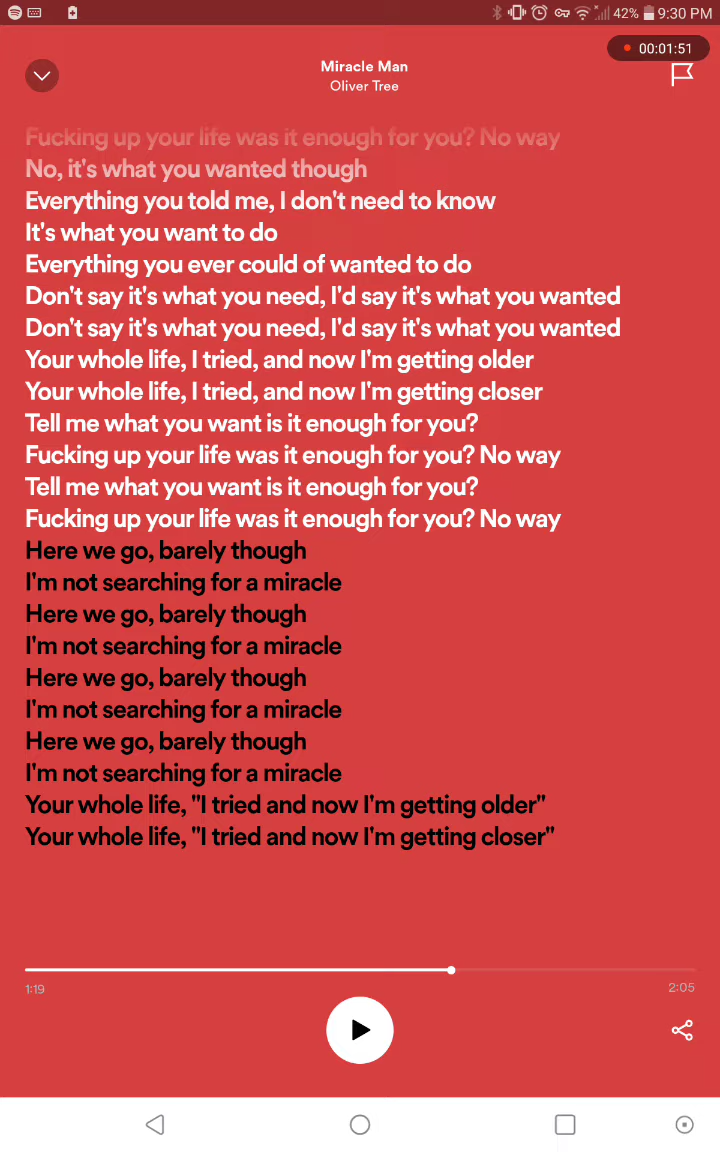 42% 9:30 PM
00:01:51
Miracle Man
Oliver Tree
Fucking up your life was it enough for you? No way
No, it's what you wanted though
Everything you told me, I don't need to know
It's what you want to do
Everything you ever could of wanted to do
Don't say it's what you need, I'd say it's what you wanted
Don't say it's what you need, I'd say it's what you wanted
Your whole life, I tried, and now I'm getting older
Your whole life, I tried, and now I'm getting closer
Tell me what you want is it enough for you?
Fucking up your life was it enough for you? No way
Tell me what you want is it enough for you?
Fucking up your life was it enough for you? No way
Here we go, barely though
I'm not searching for a miracle
Here we go, barely though
I'm not searching for a miracle
Here we go, barely though
I'm not searching for a miracle
Here we go, barely though
I'm not searching for a miracle
Your whole life, "I tried and now I'm getting older"
Your whole life, "I tried and now I'm getting closer"
1:19 2:05